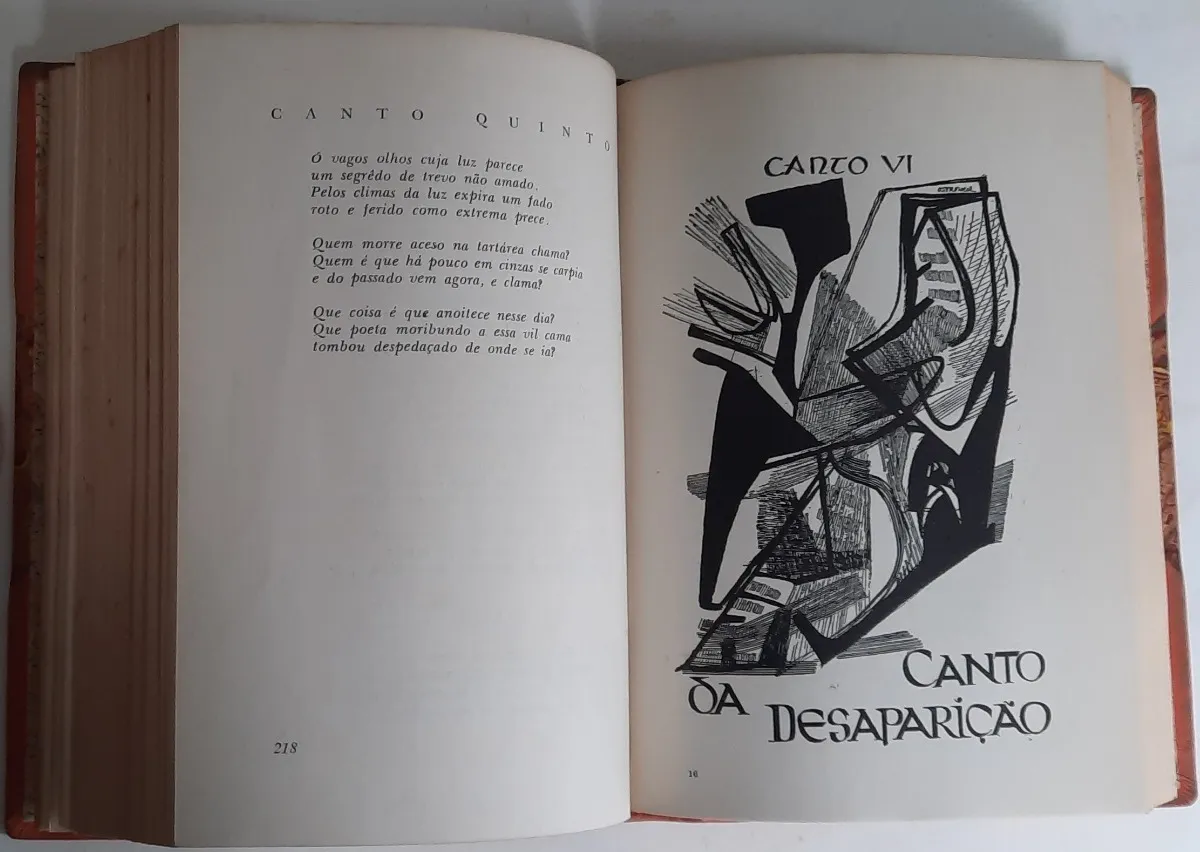 CANTO QUINTO
Ó vagos olhos cuja luz parece
um segrêdo de trevo não amado.
Pelos climas da luz expira um fado
roto e ferido como extrema prece.
Quem morre aceso na tartárea chama?
Quem é que há pouco em cinzas se carpia
e do passado vem agora, e clama?
Que coisa é que anoitece nesse dia?
Que poeta moribundo a essa vil cama
tombou despedaçado de onde se ia?
218
CANTO VI
CANTO
DA DESAPARIÇÃO
16